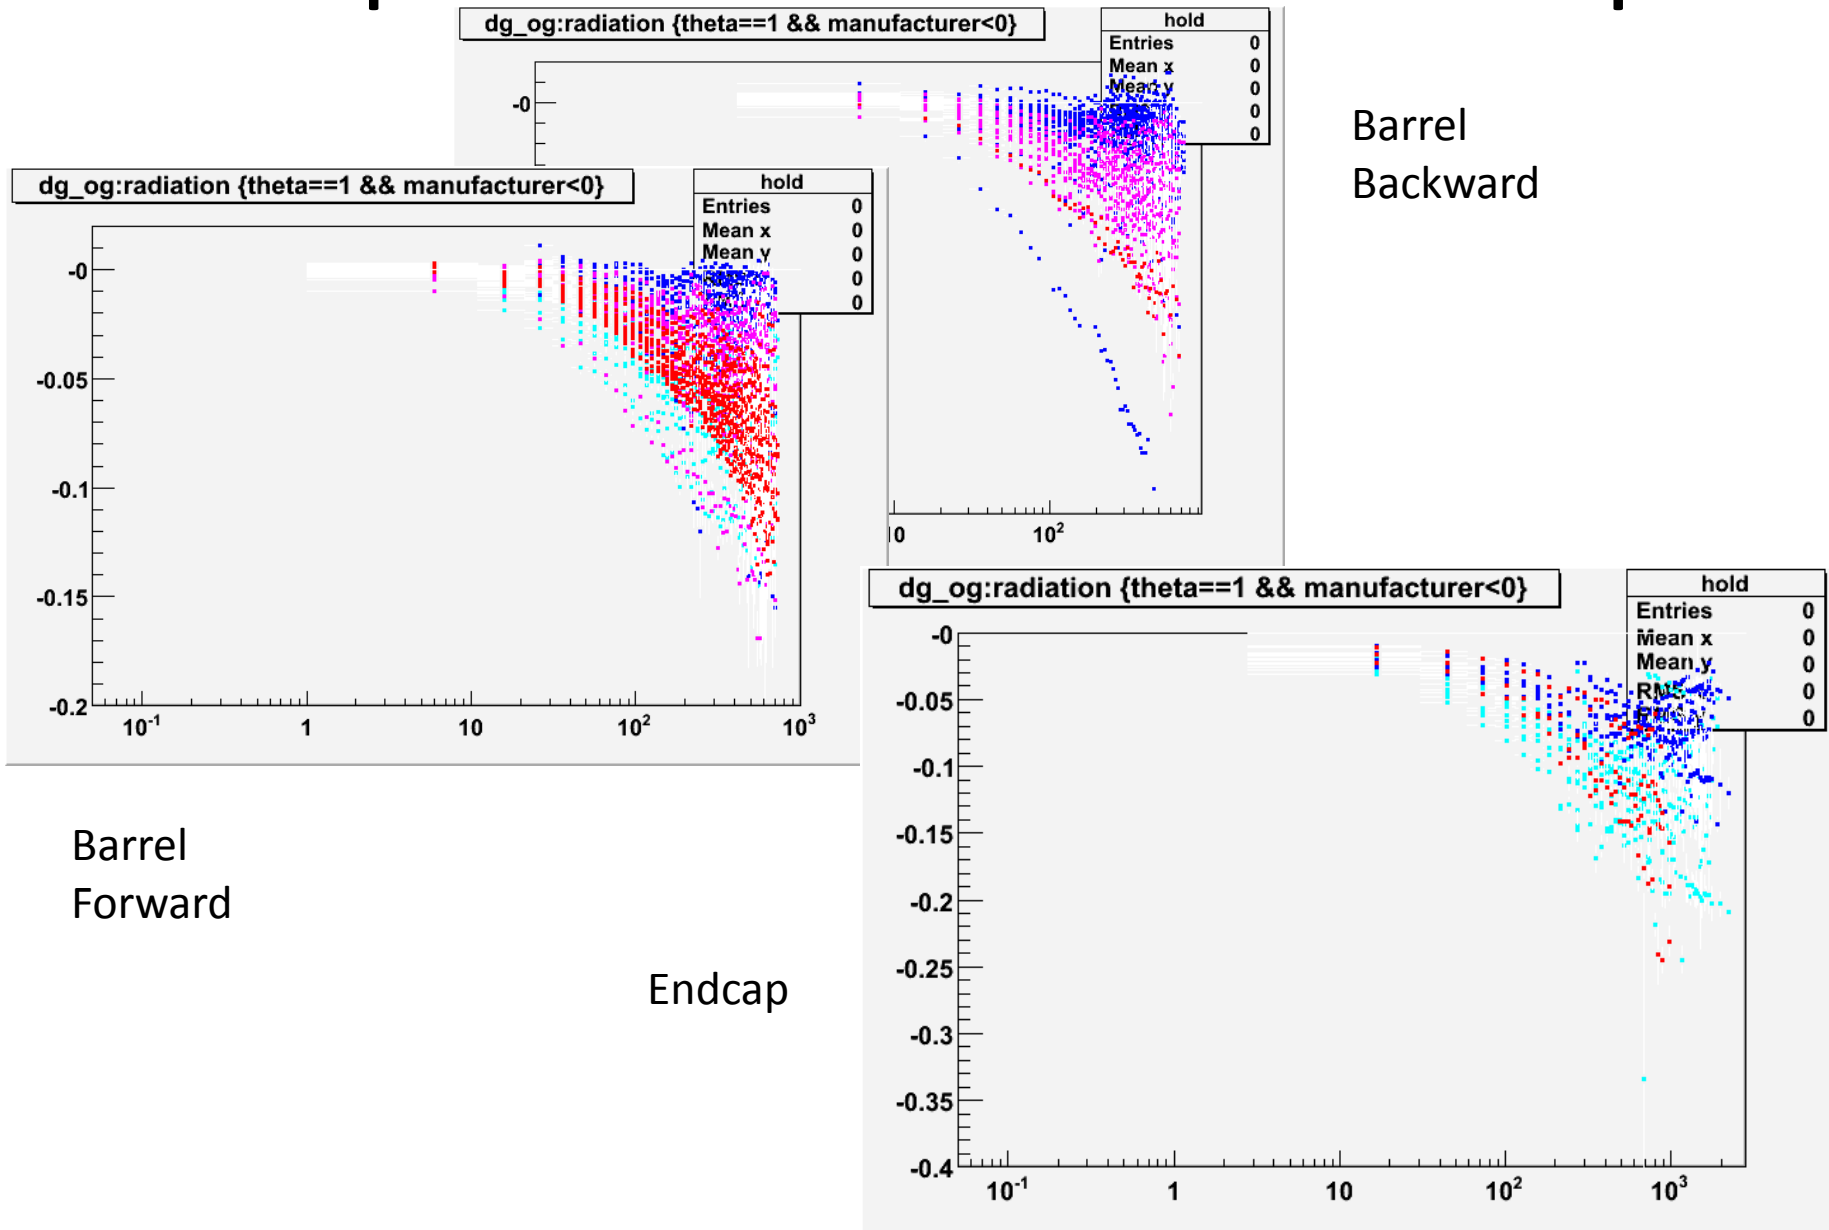 dg_og:radiation {theta==1 && manufacturer<0}
hold
Entries 0
Mean x 0
Mean y 0
0
0
-0
10²
Barrel
Backward
dg_og:radiation {theta==1 && manufacturer<0}
hold
Entries 0
Mean x 0
Mean y 0
0
0
-0
-0.05
-0.1
-0.15
-0.2
10⁻¹ 1 10 10² 10³
Barrel
Forward
Endcap
dg_og:radiation {theta==1 && manufacturer<0}
hold
Entries 0
Mean x 0
Mean y 0
RMS 0
0
-0
-0.05
-0.1
-0.15
-0.2
-0.25
-0.3
-0.35
-0.4
10⁻¹ 1 10 10² 10³